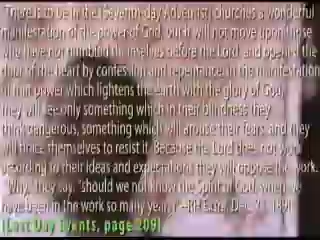 "There is to be in the [Seventh-day Adventist] churches a wonderful
manifestation of the power of God, but it will not move upon those
who have not humbled themselves before the Lord, and opened the
door of the heart by confession and repentance. In the manifestation
of that power which lightens the earth with the glory of God,
they will see only something which in their blindness they
think dangerous, something which will arouse their fears, and they
will brace themselves to resist it. Because the Lord does not work
according to their ideas and expectations they will oppose the work.
"Why," they say, "should we not know the Spirit of God, when we
have been in the work so many years?"—RH Extra, Dec.
(Last Day Events, page 209)